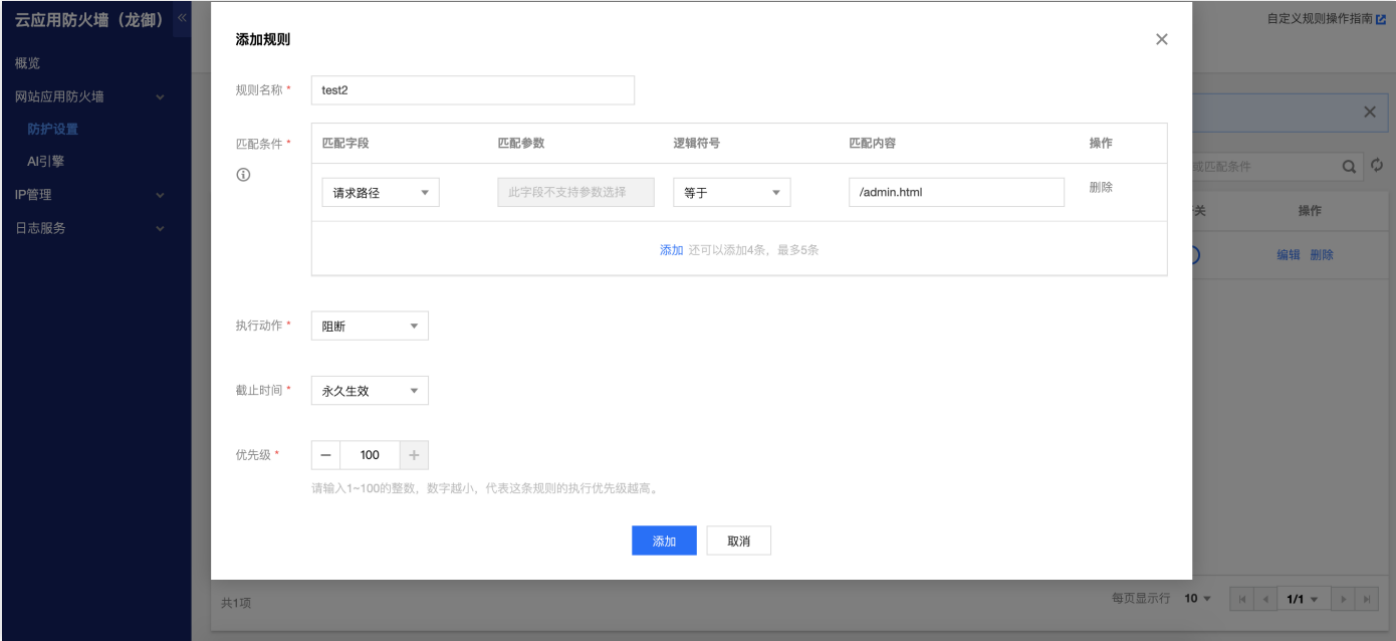 云应用防火墙（龙御） «
自定义规则操作指南
概览
网站应用防火墙
防护设置
AI引擎
IP管理
日志服务
添加规则
规则名称 * test2
匹配条件 * 匹配字段 匹配参数 逻辑符号 匹配内容 操作
请求路径 此字段不支持参数选择 等于 /admin.html 删除
添加 还可以添加4条，最多5条
执行动作 * 阻断
截止时间 * 永久生效
优先级 * — 100 +
请输入1~100的整数，数字越小，代表这条规则的执行优先级越高。
添加 取消
或匹配条件
关 操作
编辑 删除
共1项 每页显示行 10 1/1